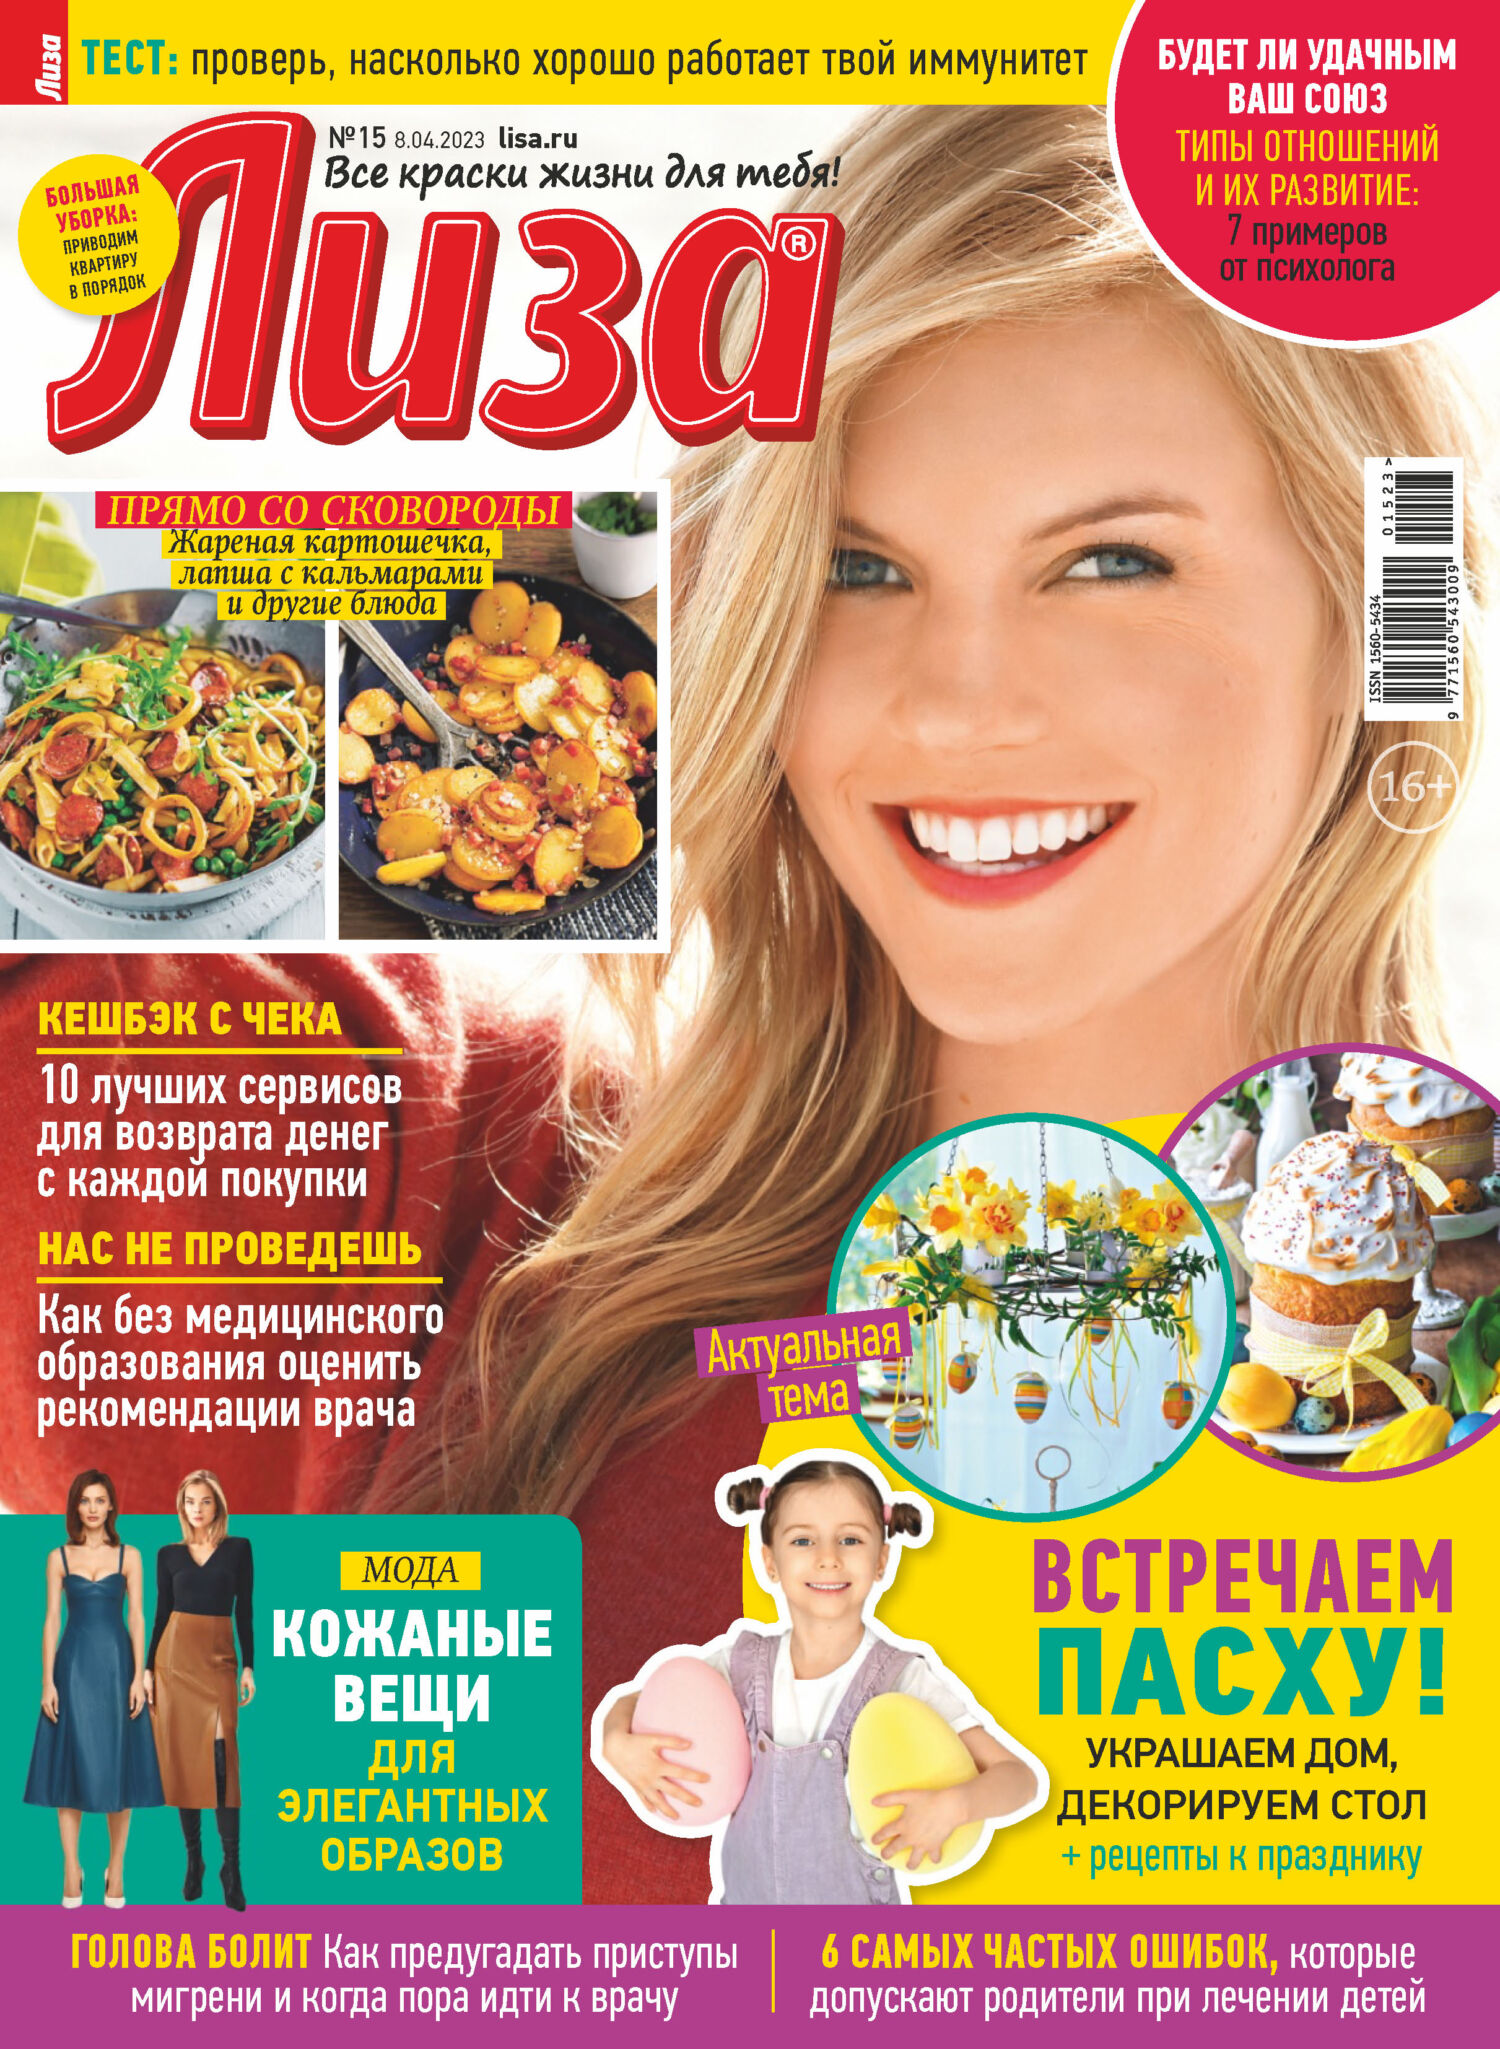 Лиза
ТЕСТ: проверь, насколько хорошо работает твой иммунитет
БУДЕТ ЛИ УДАЧНЫМ
ВАШ СОЮЗ
ТИПЫ ОТНОШЕНИЙ
И ИХ РАЗВИТИЕ:
7 примеров
от психолога
№15 8.04.2023 lisa.ru
Все краски жизни для тебя!
БОЛЬШАЯ
УБОРКА:
ПРИВОДИМ
КВАРТИРУ
В ПОРЯДОК
Лиза®
ПРЯМО СО СКОВОРОДЫ
Жареная картошечка,
лапша с кальмарами
и другие блюда
01523>
ISSN 1560-5434
9 771560 543009
16+
КЕШБЭК С ЧЕКА
10 лучших сервисов
для возврата денег
с каждой покупки
НАС НЕ ПРОВЕДЕШЬ
Как без медицинского
образования оценить
рекомендации врача
Актуальная
тема
МОДА
КОЖАНЫЕ
ВЕЩИ
ДЛЯ
ЭЛЕГАНТНЫХ
ОБРАЗОВ
ВСТРЕЧАЕМ
ПАСХУ!
УКРАШАЕМ ДОМ,
ДЕКОРИРУЕМ СТОЛ
+ рецепты к празднику
ГОЛОВА БОЛИТ Как предугадать приступы
мигрени и когда пора идти к врачу
6 САМЫХ ЧАСТЫХ ОШИБОК, которые
допускают родители при лечении детей